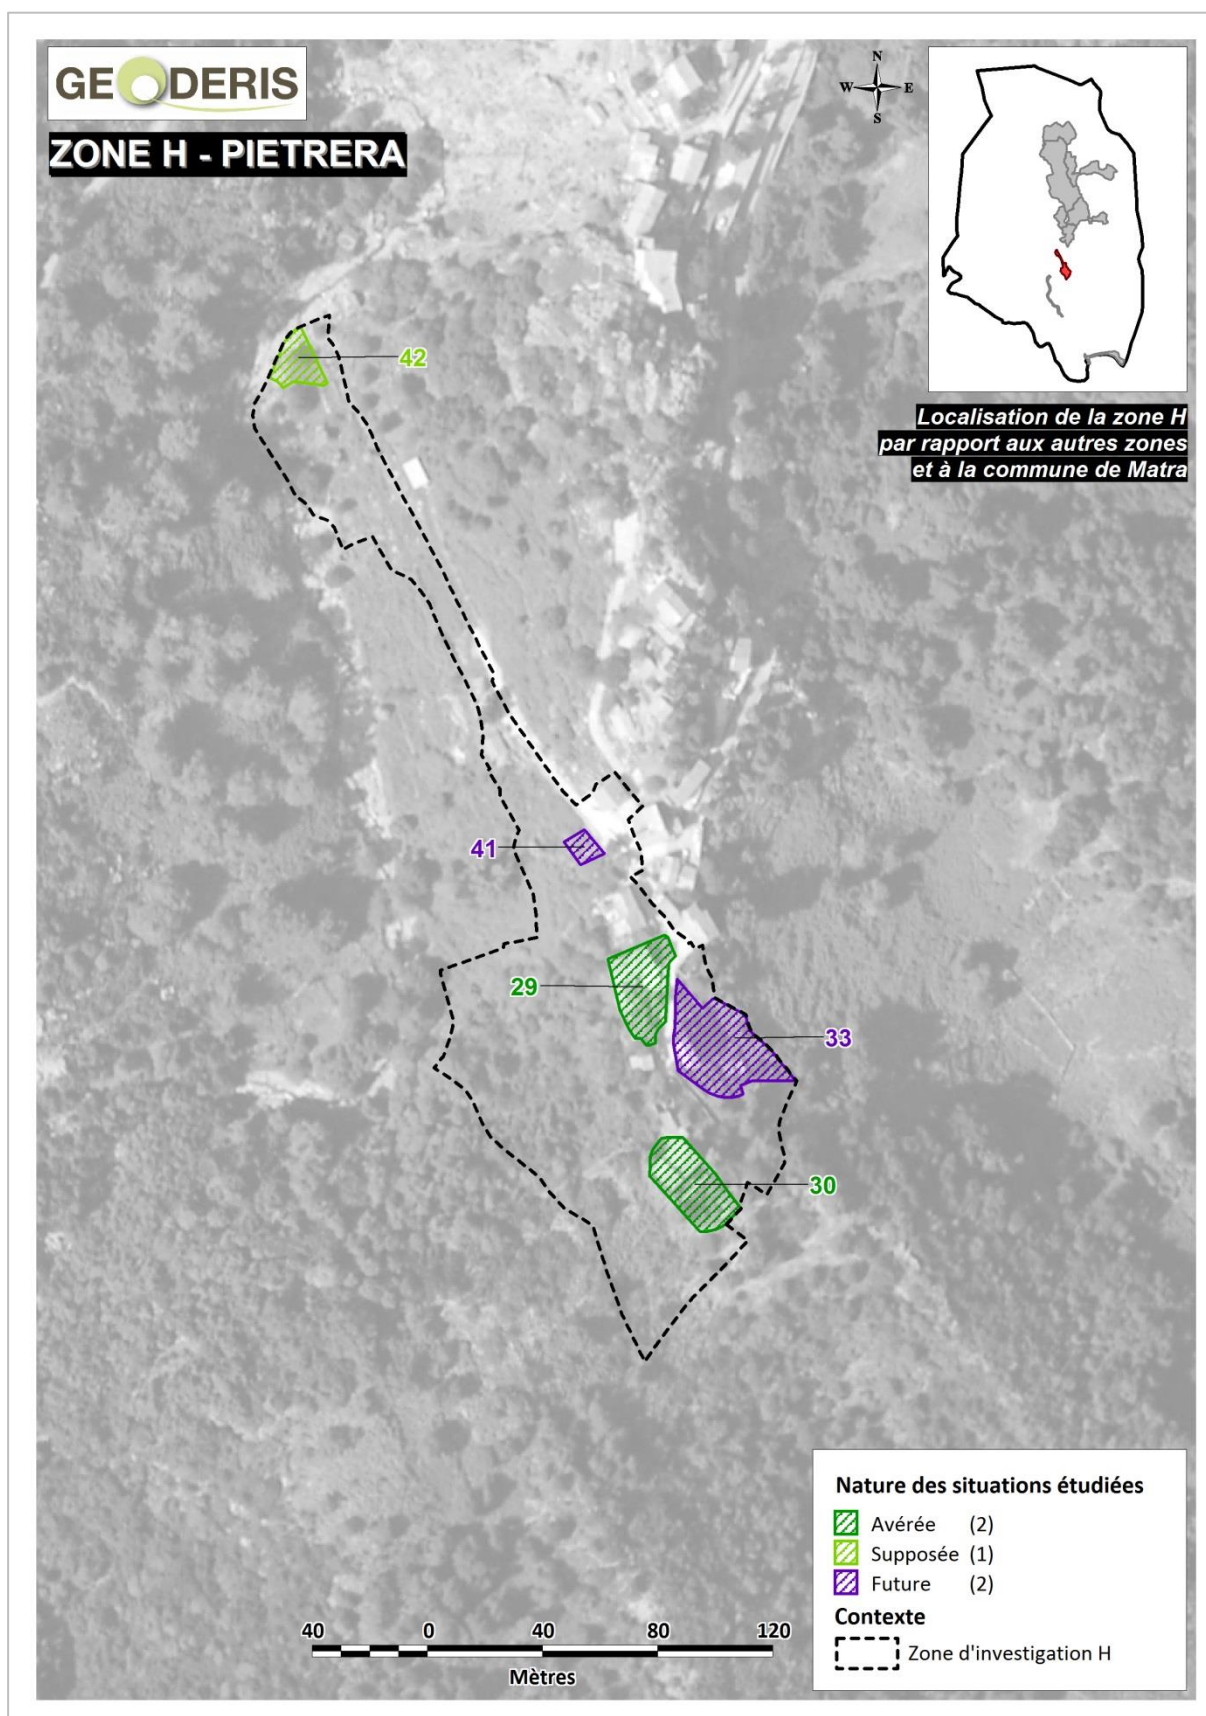 GEODERIS
ZONE H - PIETRERA
N
W E
S
Localisation de la zone H
par rapport aux autres zones
et à la commune de Matra
42
41
29
33
30
Nature des situations étudiées
Avérée (2)
Supposée (1)
Future (2)
Contexte
Zone d'investigation H
40 0 40 80 120
Mètres